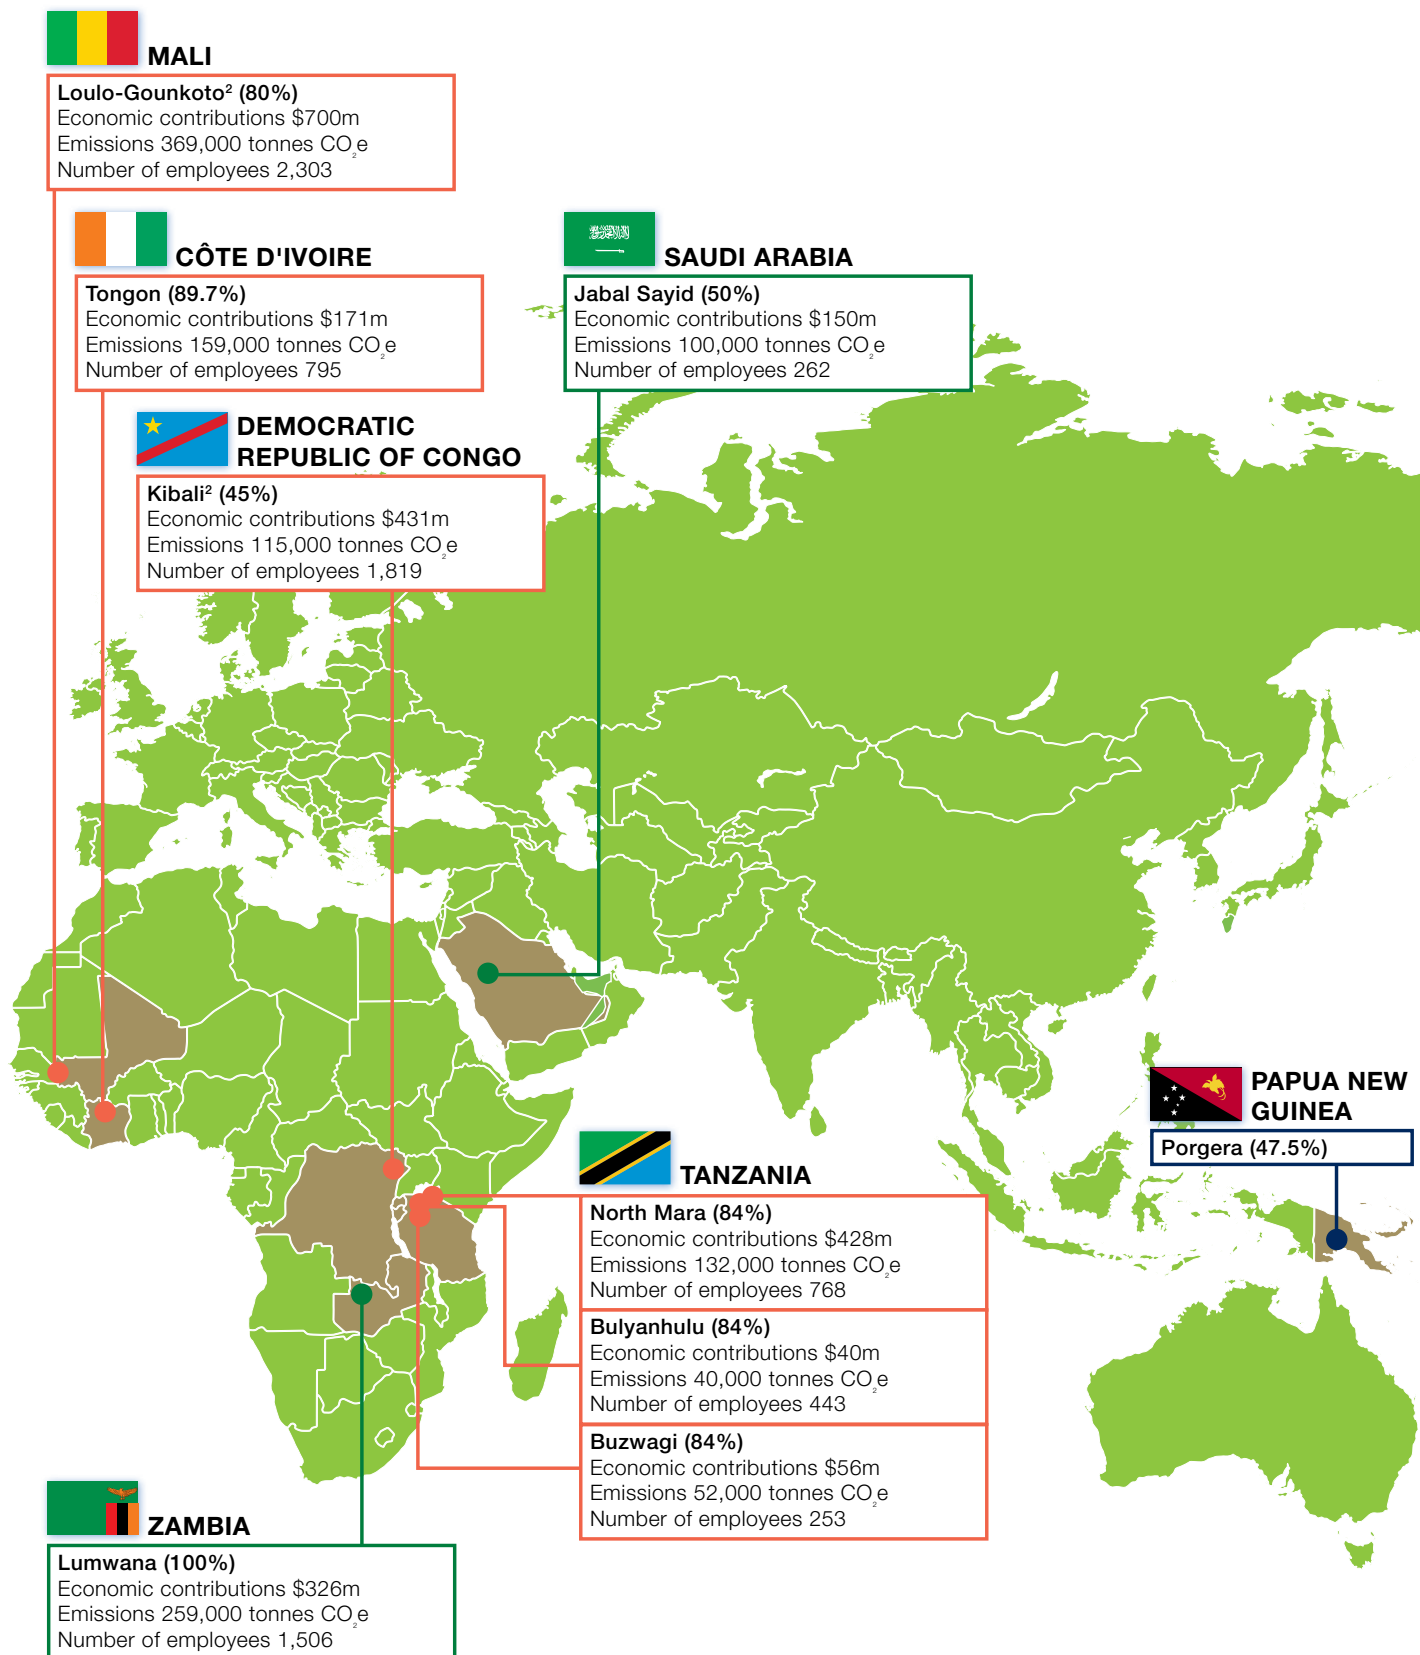 MALI
Loulo-Gounkoto² (80%)
Economic contributions $700m
Emissions 369,000 tonnes CO₂e
Number of employees 2,303
CÔTE D'IVOIRE
Tongon (89.7%)
Economic contributions $171m
Emissions 159,000 tonnes CO₂e
Number of employees 795
SAUDI ARABIA
Jabal Sayid (50%)
Economic contributions $150m
Emissions 100,000 tonnes CO₂e
Number of employees 262
DEMOCRATIC
REPUBLIC OF CONGO
Kibali² (45%)
Economic contributions $431m
Emissions 115,000 tonnes CO₂e
Number of employees 1,819
PAPUA NEW
GUINEA
Porgera (47.5%)
TANZANIA
North Mara (84%)
Economic contributions $428m
Emissions 132,000 tonnes CO₂e
Number of employees 768
Bulyanhulu (84%)
Economic contributions $40m
Emissions 40,000 tonnes CO₂e
Number of employees 443
Buzwagi (84%)
Economic contributions $56m
Emissions 52,000 tonnes CO₂e
Number of employees 253
ZAMBIA
Lumwana (100%)
Economic contributions $326m
Emissions 259,000 tonnes CO₂e
Number of employees 1,506